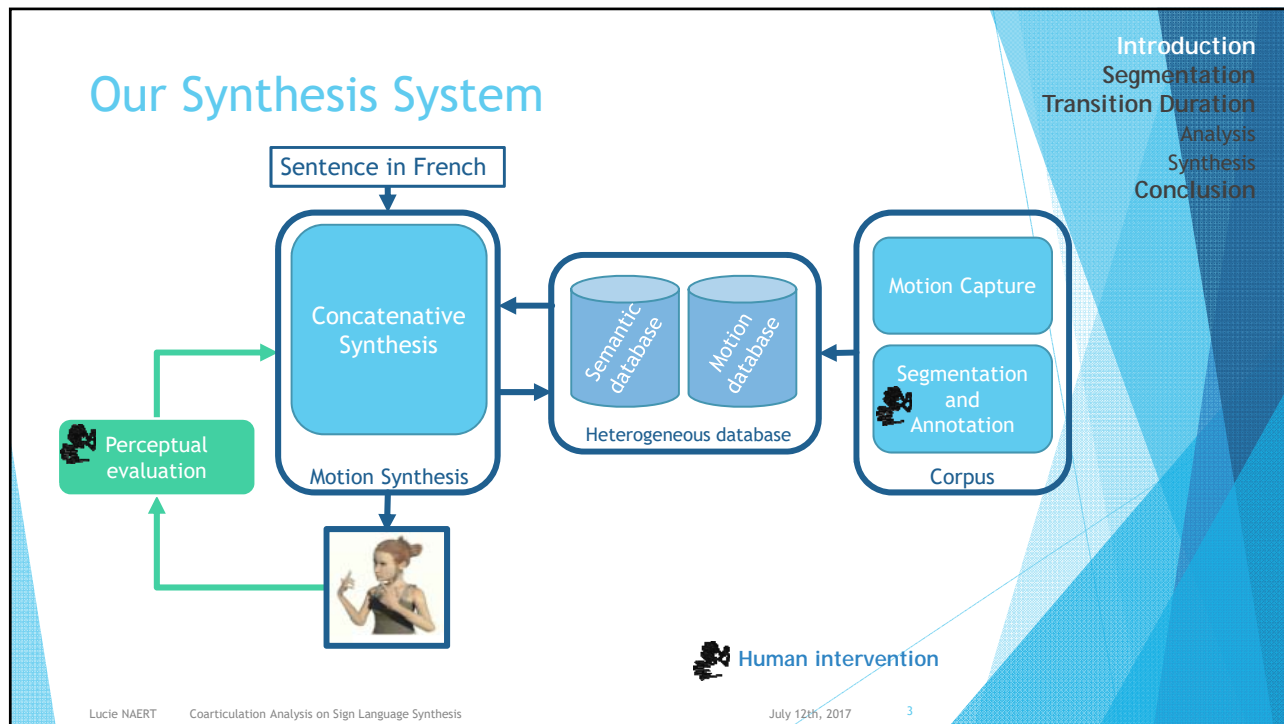 Our Synthesis System
Introduction
Segmentation
Transition Duration
Analysis
Synthesis
Conclusion
Sentence in French
Concatenative
Synthesis
Motion Synthesis
Semantic
database
Motion
database
Heterogeneous database
Motion Capture
Segmentation
and
Annotation
Corpus
Perceptual
evaluation
Human intervention
Lucie NAERT Coarticulation Analysis on Sign Language Synthesis July 12th, 2017 3